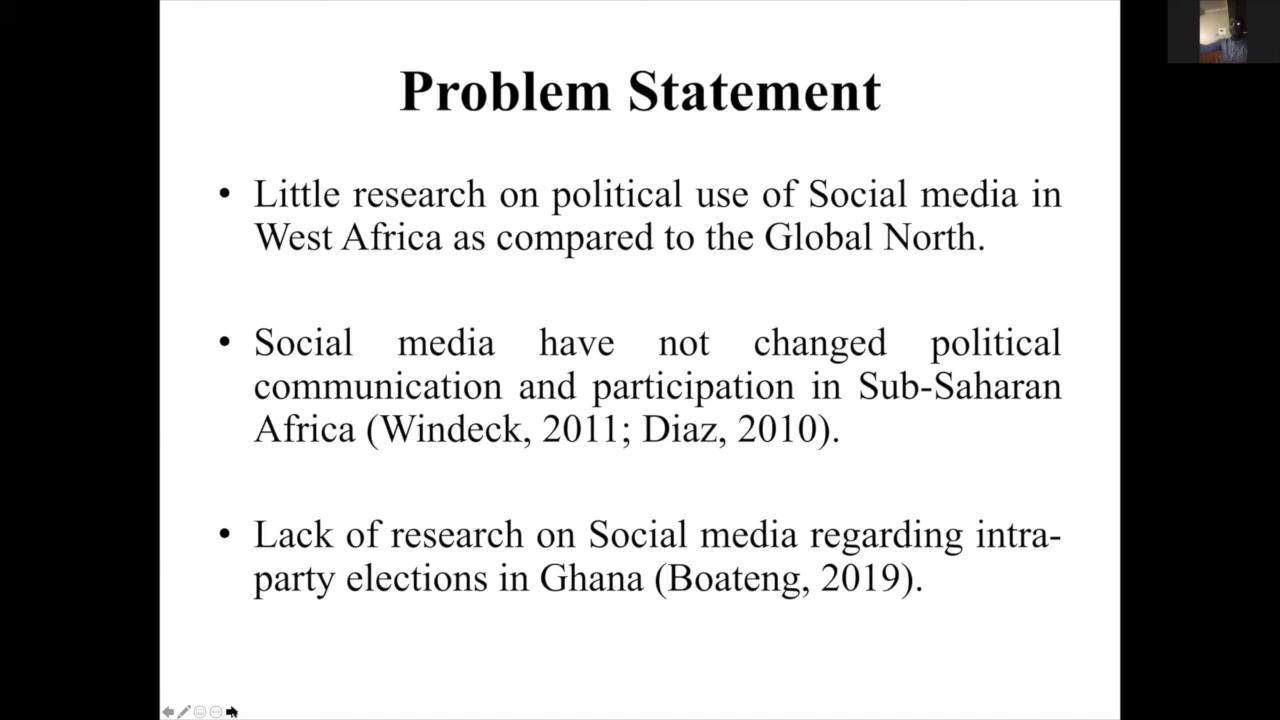 Problem Statement
• Little research on political use of Social media in
West Africa as compared to the Global North.
• Social media have not changed political
communication and participation in Sub-Saharan
Africa (Windeck, 2011; Diaz, 2010).
• Lack of research on Social media regarding intra-
party elections in Ghana (Boateng, 2019).